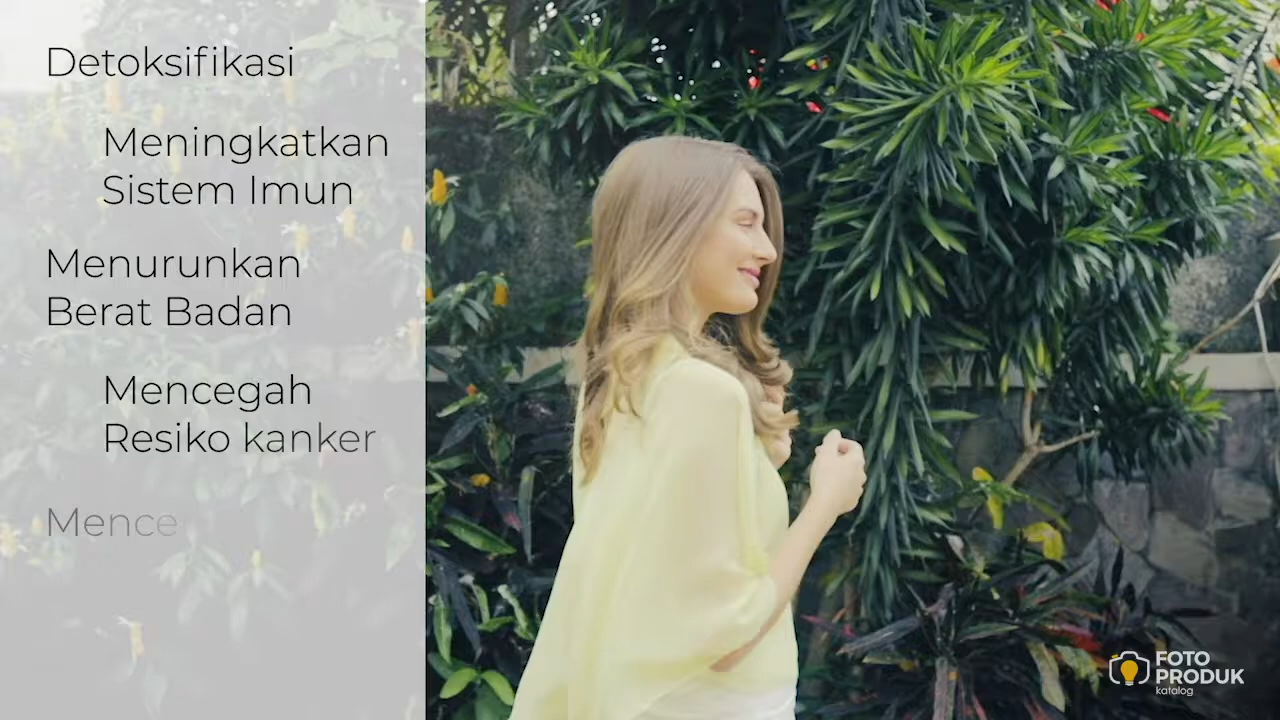 Detoksifikasi
Meningkatkan
Sistem Imun
Menurunkan
Berat Badan
Mencegah
Resiko kanker
Mence
FOTO
PRODUK
katalog